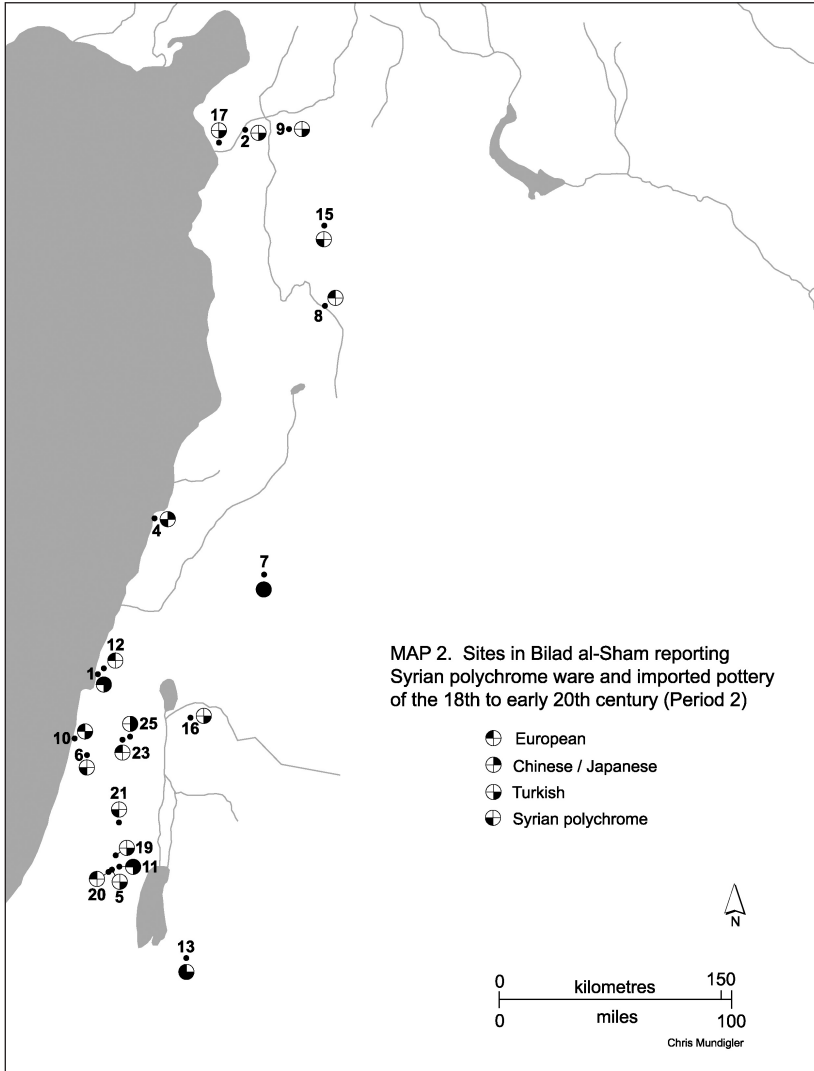 17
2
9
15
8
4
7
12
1
25
16
10
23
6
21
19
11
20
5
13
MAP 2. Sites in Bilad al-Sham reporting
Syrian polychrome ware and imported pottery
of the 18th to early 20th century (Period 2)
European
Chinese / Japanese
Turkish
Syrian polychrome
N
0 150
kilometres
miles
0 100
Chris Mundigler